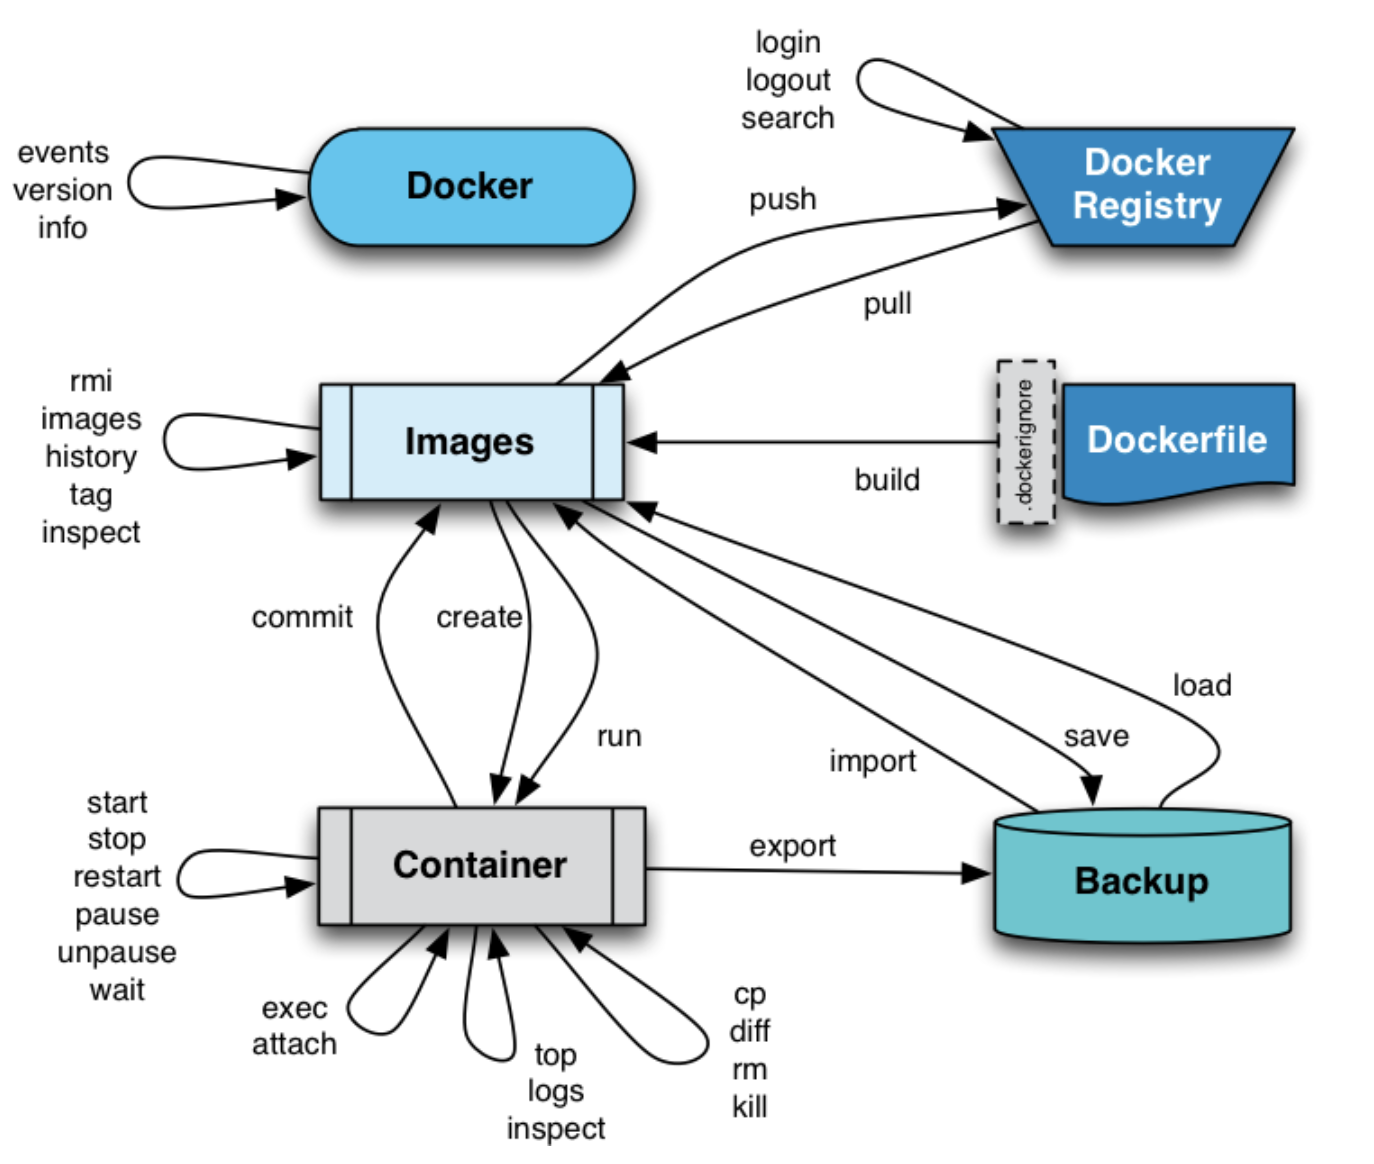 login
logout
search
events
version
info
Docker
Docker
Registry
push
pull
rmi
images
history
tag
inspect
Images
.dockerignore
Dockerfile
build
commit
create
run
load
save
import
start
stop
restart
pause
unpause
wait
Container
export
Backup
exec
attach
top
logs
inspect
cp
diff
rm
kill